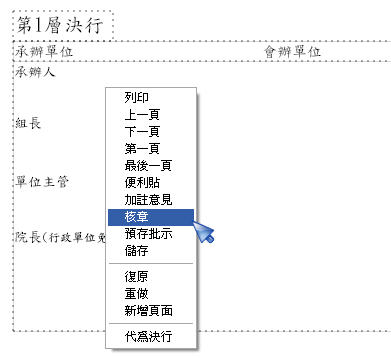 第1層決行
承辦單位 會辦單位
承辦人
列印
上一頁
下一頁
組長
第一頁
最後一頁
單位主管
便利貼
加註意見
核章
院長(行政單位免
預存批示
儲存
復原
重做
新增頁面
代為決行